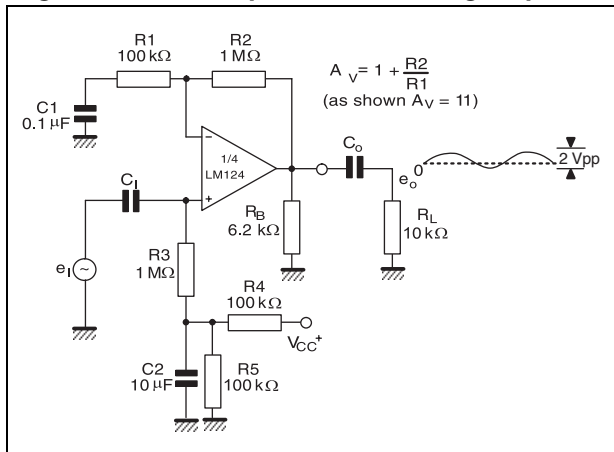 R1
100 kΩ
R2
1 MΩ
A V = 1 + R2
R1
(as shown AV = 11)
C1
0.1 µF
CI
1/4
LM124
Co
0
eo
2 Vpp
RB
6.2 kΩ
RL
10 kΩ
eI
~
R3
1 MΩ
R4
100 kΩ
VCC+
C2
10 µF
R5
100 kΩ